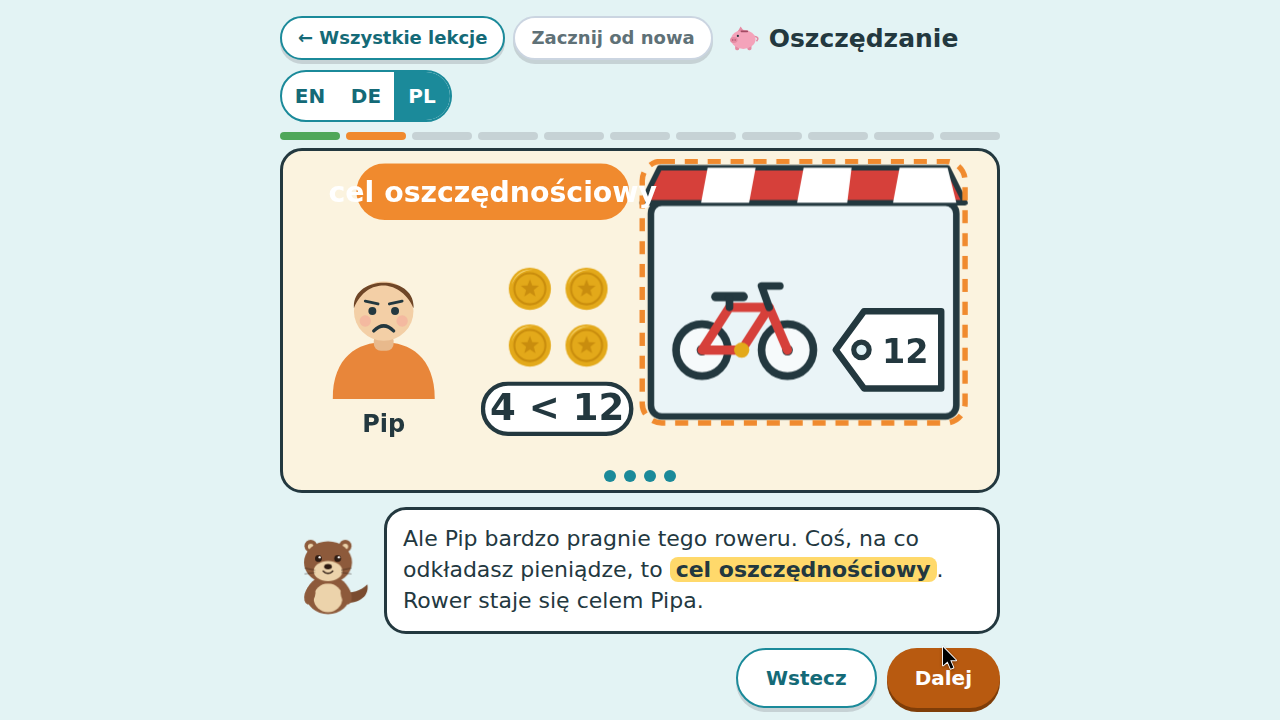 ← Wszystkie lekcje
Zacznij od nowa
Oszczędzanie
EN DE PL
cel oszczędnościowy
12
4 < 12
Pip
Ale Pip bardzo pragnie tego roweru. Coś, na co
odkładasz pieniądze, to cel oszczędnościowy.
Rower staje się celem Pipa.
Wstecz
Dalej